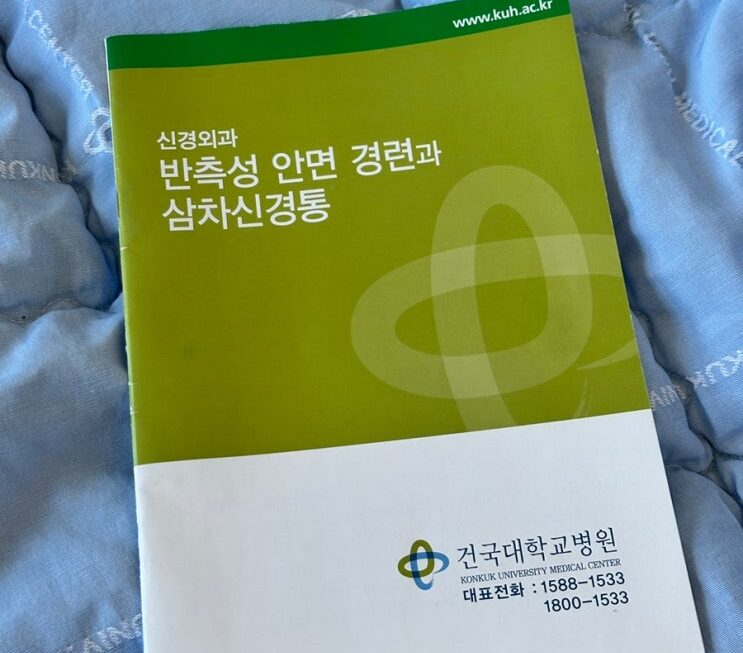 www.kuh.ac.kr
신경외과
반측성 안면 경련과
삼차신경통
건국대학교병원
KONKUK UNIVERSITY MEDICAL CENTER
대표전화 : 1588-1533
1800-1533